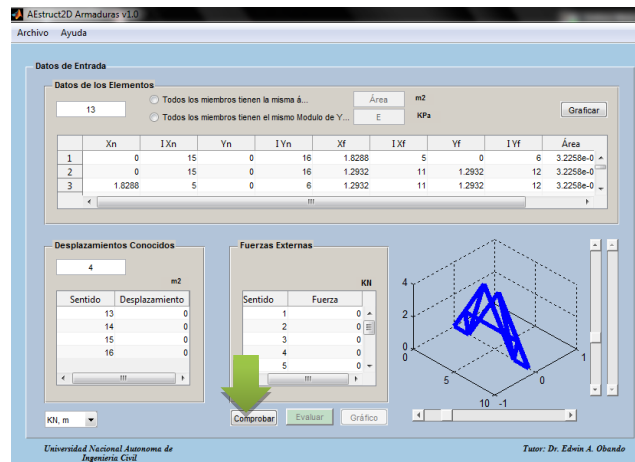 AEstruct2D Armaduras v1.0
Archivo Ayuda
Datos de Entrada
Datos de los Elementos
13
Todos los miembros tienen la misma á...
Área
m2
Todos los miembros tienen el mismo Modulo de Y...
E
KPa
Graficar
Xn I Xn Yn I Yn Xf I Xf Yf I Yf Área
1 0 15 0 16 1.8288 5 0 6 3.2258e-0
2 0 15 0 16 1.2932 11 1.2932 12 3.2258e-0
3 1.8288 5 0 6 1.2932 11 1.2932 12 3.2258e-0
Desplazamientos Conocidos
4
m2
Sentido Desplazamiento
13 0
14 0
15 0
16 0
Fuerzas Externas
KN
Sentido Fuerza
1 0
2 0
3 0
4 0
5 0
4
2
0
0
5
10
-1
0
1
KN, m
Comprobar
Evaluar
Gráfico
Universidad Nacional Autonoma de
Ingenieria Civil
Tutor: Dr. Edwin A. Obando